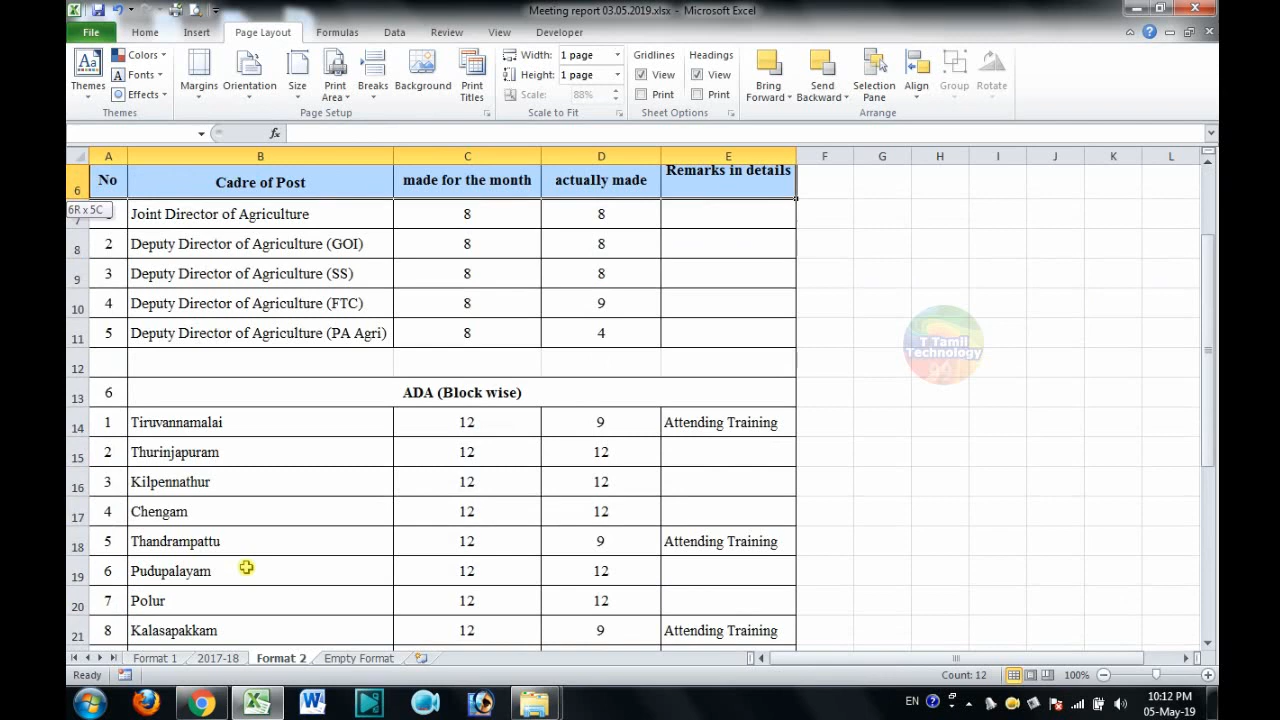 Meeting report 03.05.2019.xlsx - Microsoft Excel
File Home Insert Page Layout Formulas Data Review View Developer
Themes Colors Fonts Effects Margins Orientation Size Print Area Breaks Background Print Titles Width: 1 page Height: 1 page Scale: 88% Gridlines View Print Headings View Print Bring Forward Send Backward Selection Pane Align Group Rotate
Themes Page Setup Scale to Fit Sheet Options Arrange
fx
A B C D E F G H I J K L
6 No Cadre of Post made for the month actually made Remarks in details
6R x 5C
7 Joint Director of Agriculture 8 8
8 2 Deputy Director of Agriculture (GOI) 8 8
9 3 Deputy Director of Agriculture (SS) 8 8
10 4 Deputy Director of Agriculture (FTC) 8 9
11 5 Deputy Director of Agriculture (PA Agri) 8 4
12
13 6 ADA (Block wise)
14 1 Tiruvannamalai 12 9 Attending Training
15 2 Thurinjapuram 12 12
16 3 Kilpennathur 12 12
17 4 Chengam 12 12
18 5 Thandrampattu 12 9 Attending Training
19 6 Pudupalayam 12 12
20 7 Polur 12 12
21 8 Kalasapakkam 12 9 Attending Training
T Tamil
Technology
99
Format 1 2017-18 Format 2 Empty Format
Ready Count: 12 100%
EN 10:12 PM
05-May-19